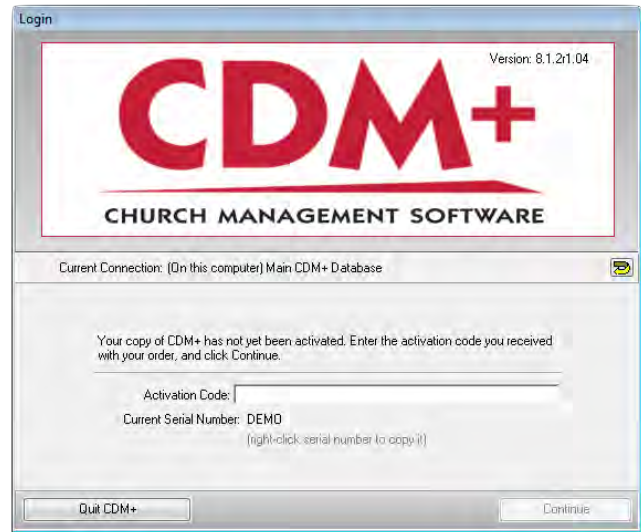 Login
Version: 8.1.2r1.04
CDM+
CHURCH MANAGEMENT SOFTWARE
Current Connection: (On this computer) Main CDM+ Database
Your copy of CDM+ has not yet been activated. Enter the activation code you received
with your order, and click Continue.
Activation Code:
Current Serial Number: DEMO
(right-click serial number to copy it)
Quit CDM+ Continue